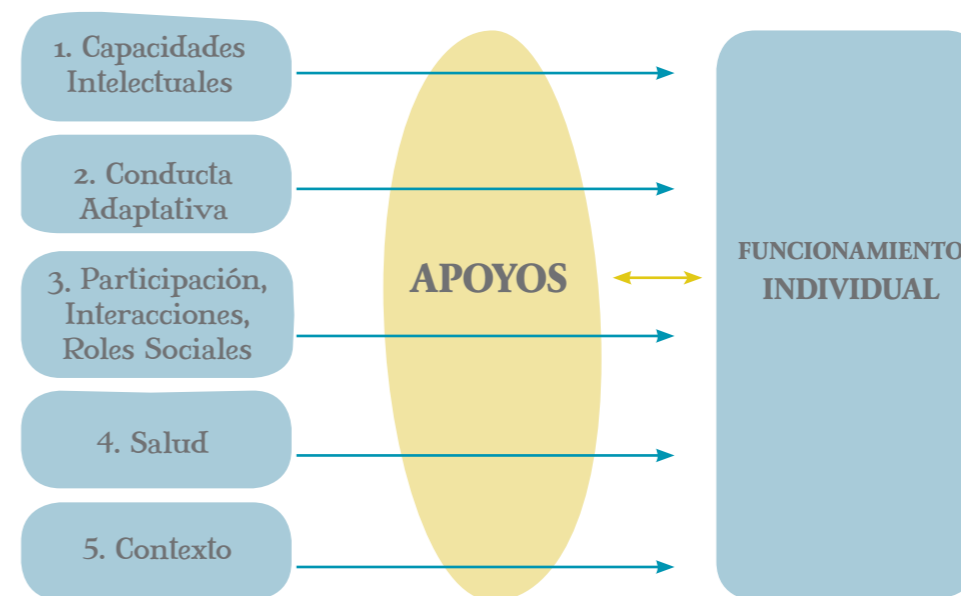 1. Capacidades
Intelectuales
2. Conducta
Adaptativa
3. Participación,
Interacciones,
Roles Sociales
4. Salud
5. Contexto
APOYOS
FUNCIONAMIENTO
INDIVIDUAL